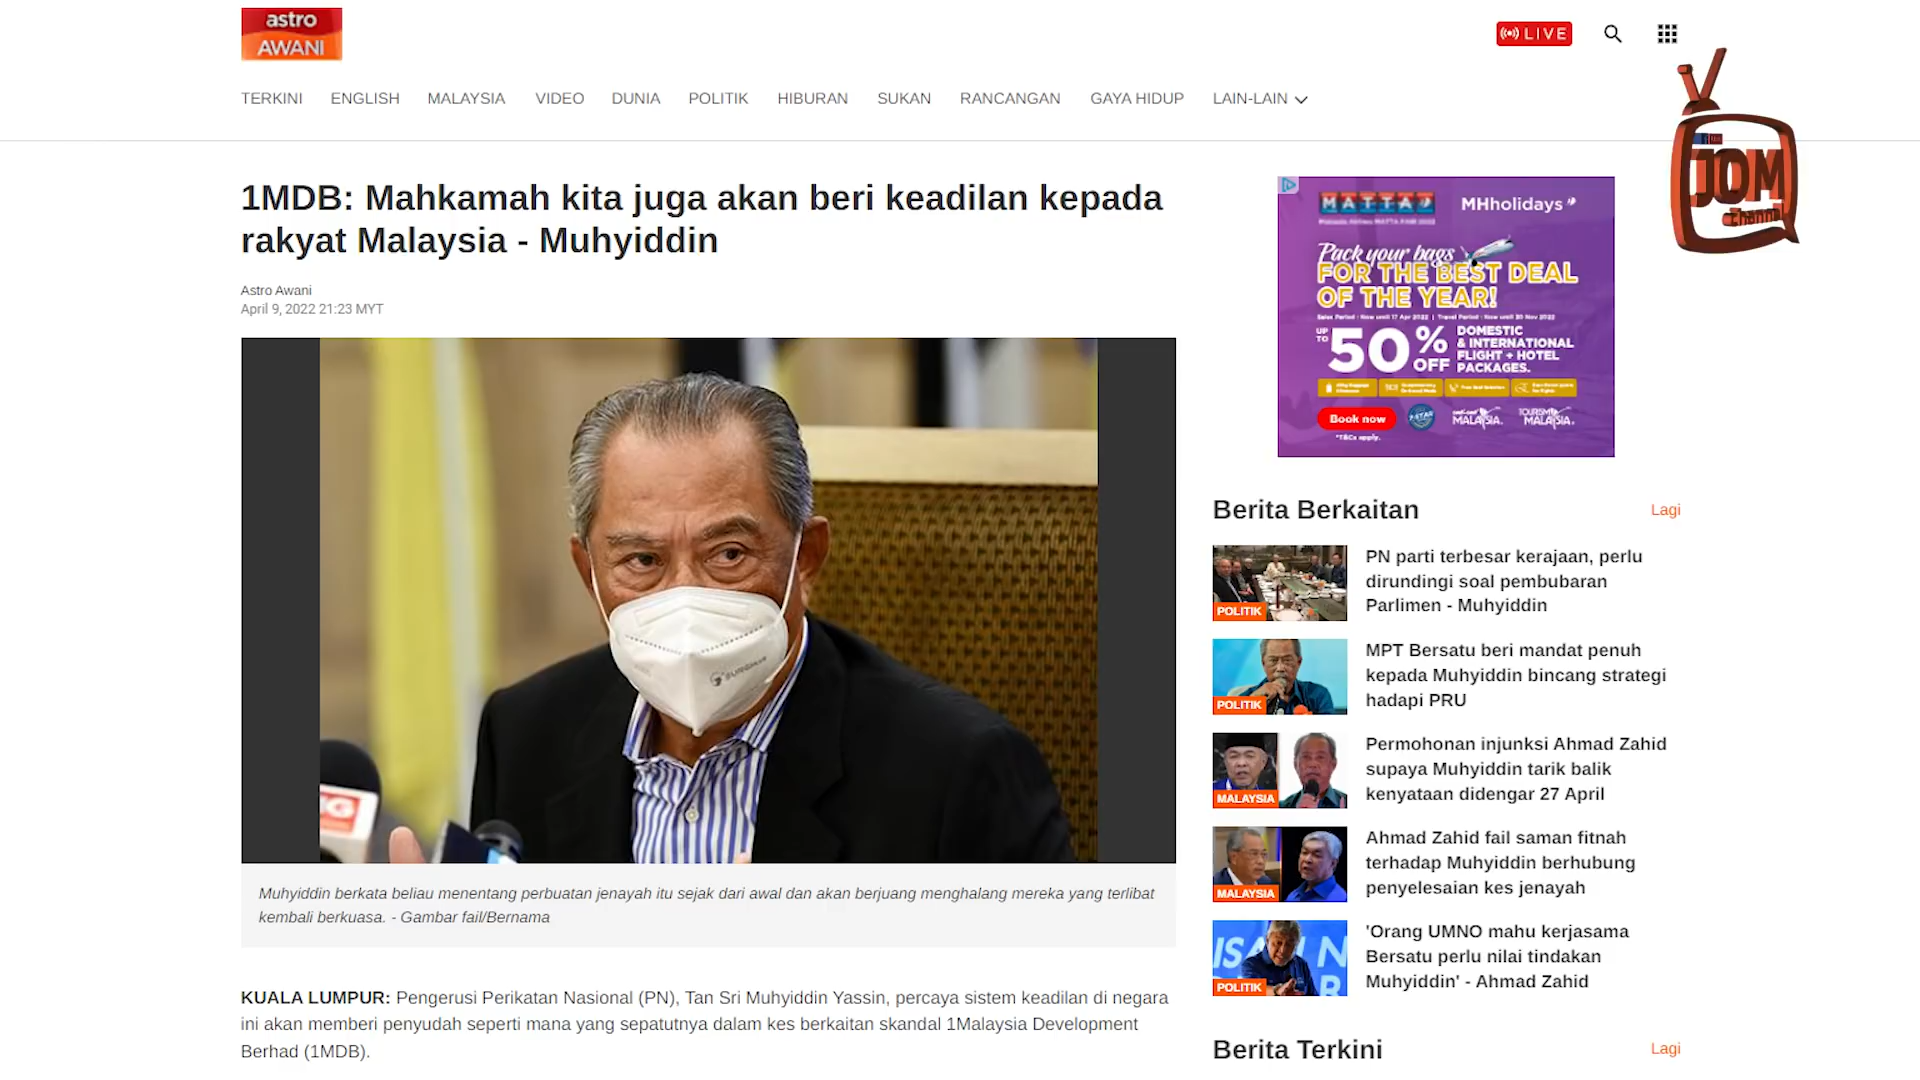 astro
AWANI
LIVE
TERKINI ENGLISH MALAYSIA VIDEO DUNIA POLITIK HIBURAN SUKAN RANCANGAN GAYA HIDUP LAIN-LAIN
JOM
Channel
1MDB: Mahkamah kita juga akan beri keadilan kepada
rakyat Malaysia - Muhyiddin
Astro Awani
April 9, 2022 21:23 MYT
Muhyiddin berkata beliau menentang perbuatan jenayah itu sejak dari awal dan akan berjuang menghalang mereka yang terlibat
kembali berkuasa. - Gambar fail/Bernama
KUALA LUMPUR: Pengerusi Perikatan Nasional (PN), Tan Sri Muhyiddin Yassin, percaya sistem keadilan di negara
ini akan memberi penyudah seperti mana yang sepatutnya dalam kes berkaitan skandal 1Malaysia Development
Berhad (1MDB).
MATTA
MHholidays
Pack your bags
FOR THE BEST DEAL
OF THE YEAR!
Sales Period : Now until 17 Apr 2022 | Travel Period : Now until 30 Nov 2022
UP TO 50% OFF
DOMESTIC
& INTERNATIONAL
FLIGHT + HOTEL
PACKAGES.
Book now
*T&Cs apply.
MALAYSIA
TOURISM
MALAYSIA
Berita Berkaitan
Lagi
PN parti terbesar kerajaan, perlu
dirundingi soal pembubaran
Parlimen - Muhyiddin
POLITIK
MPT Bersatu beri mandat penuh
kepada Muhyiddin bincang strategi
hadapi PRU
POLITIK
Permohonan injunksi Ahmad Zahid
supaya Muhyiddin tarik balik
kenyataan didengar 27 April
MALAYSIA
Ahmad Zahid fail saman fitnah
terhadap Muhyiddin berhubung
penyelesaian kes jenayah
MALAYSIA
'Orang UMNO mahu kerjasama
Bersatu perlu nilai tindakan
Muhyiddin' - Ahmad Zahid
POLITIK
Berita Terkini
Lagi